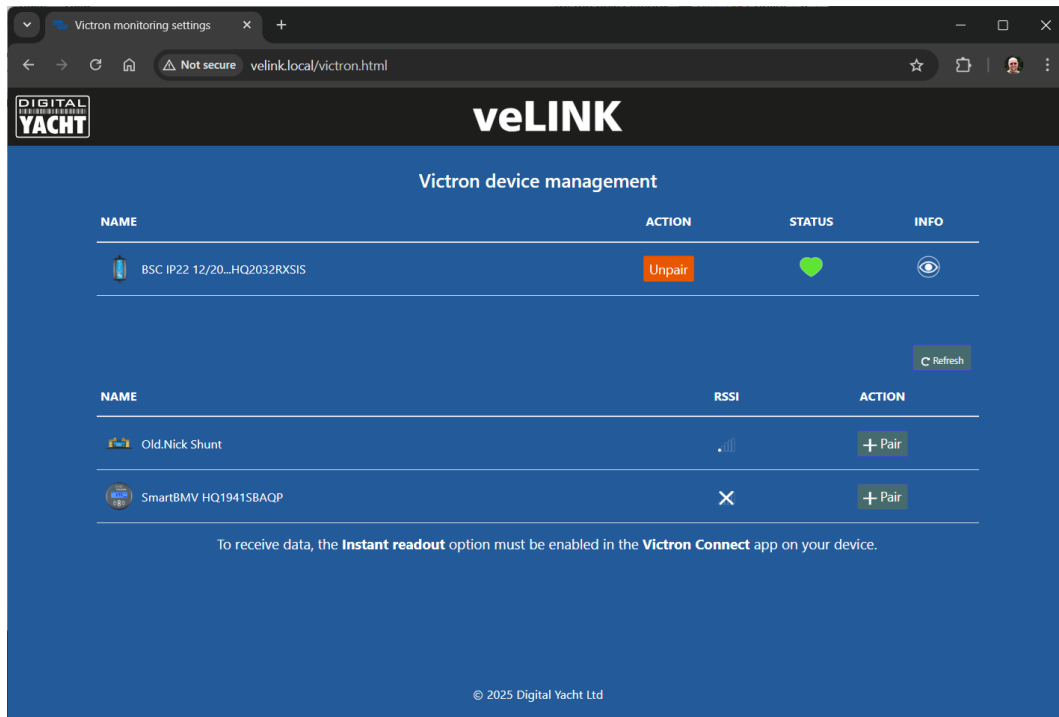 Victron monitoring settings
Not secure velink.local/victron.html
DIGITAL
YACHT
veLINK
Victron device management
NAME ACTION STATUS INFO
BSC IP22 12/20...HQ2032RXSIS Unpair
Refresh
NAME RSSI ACTION
Old.Nick Shunt Pair
SmartBMV HQ1941SBAQP Pair
To receive data, the Instant readout option must be enabled in the Victron Connect app on your device.
© 2025 Digital Yacht Ltd